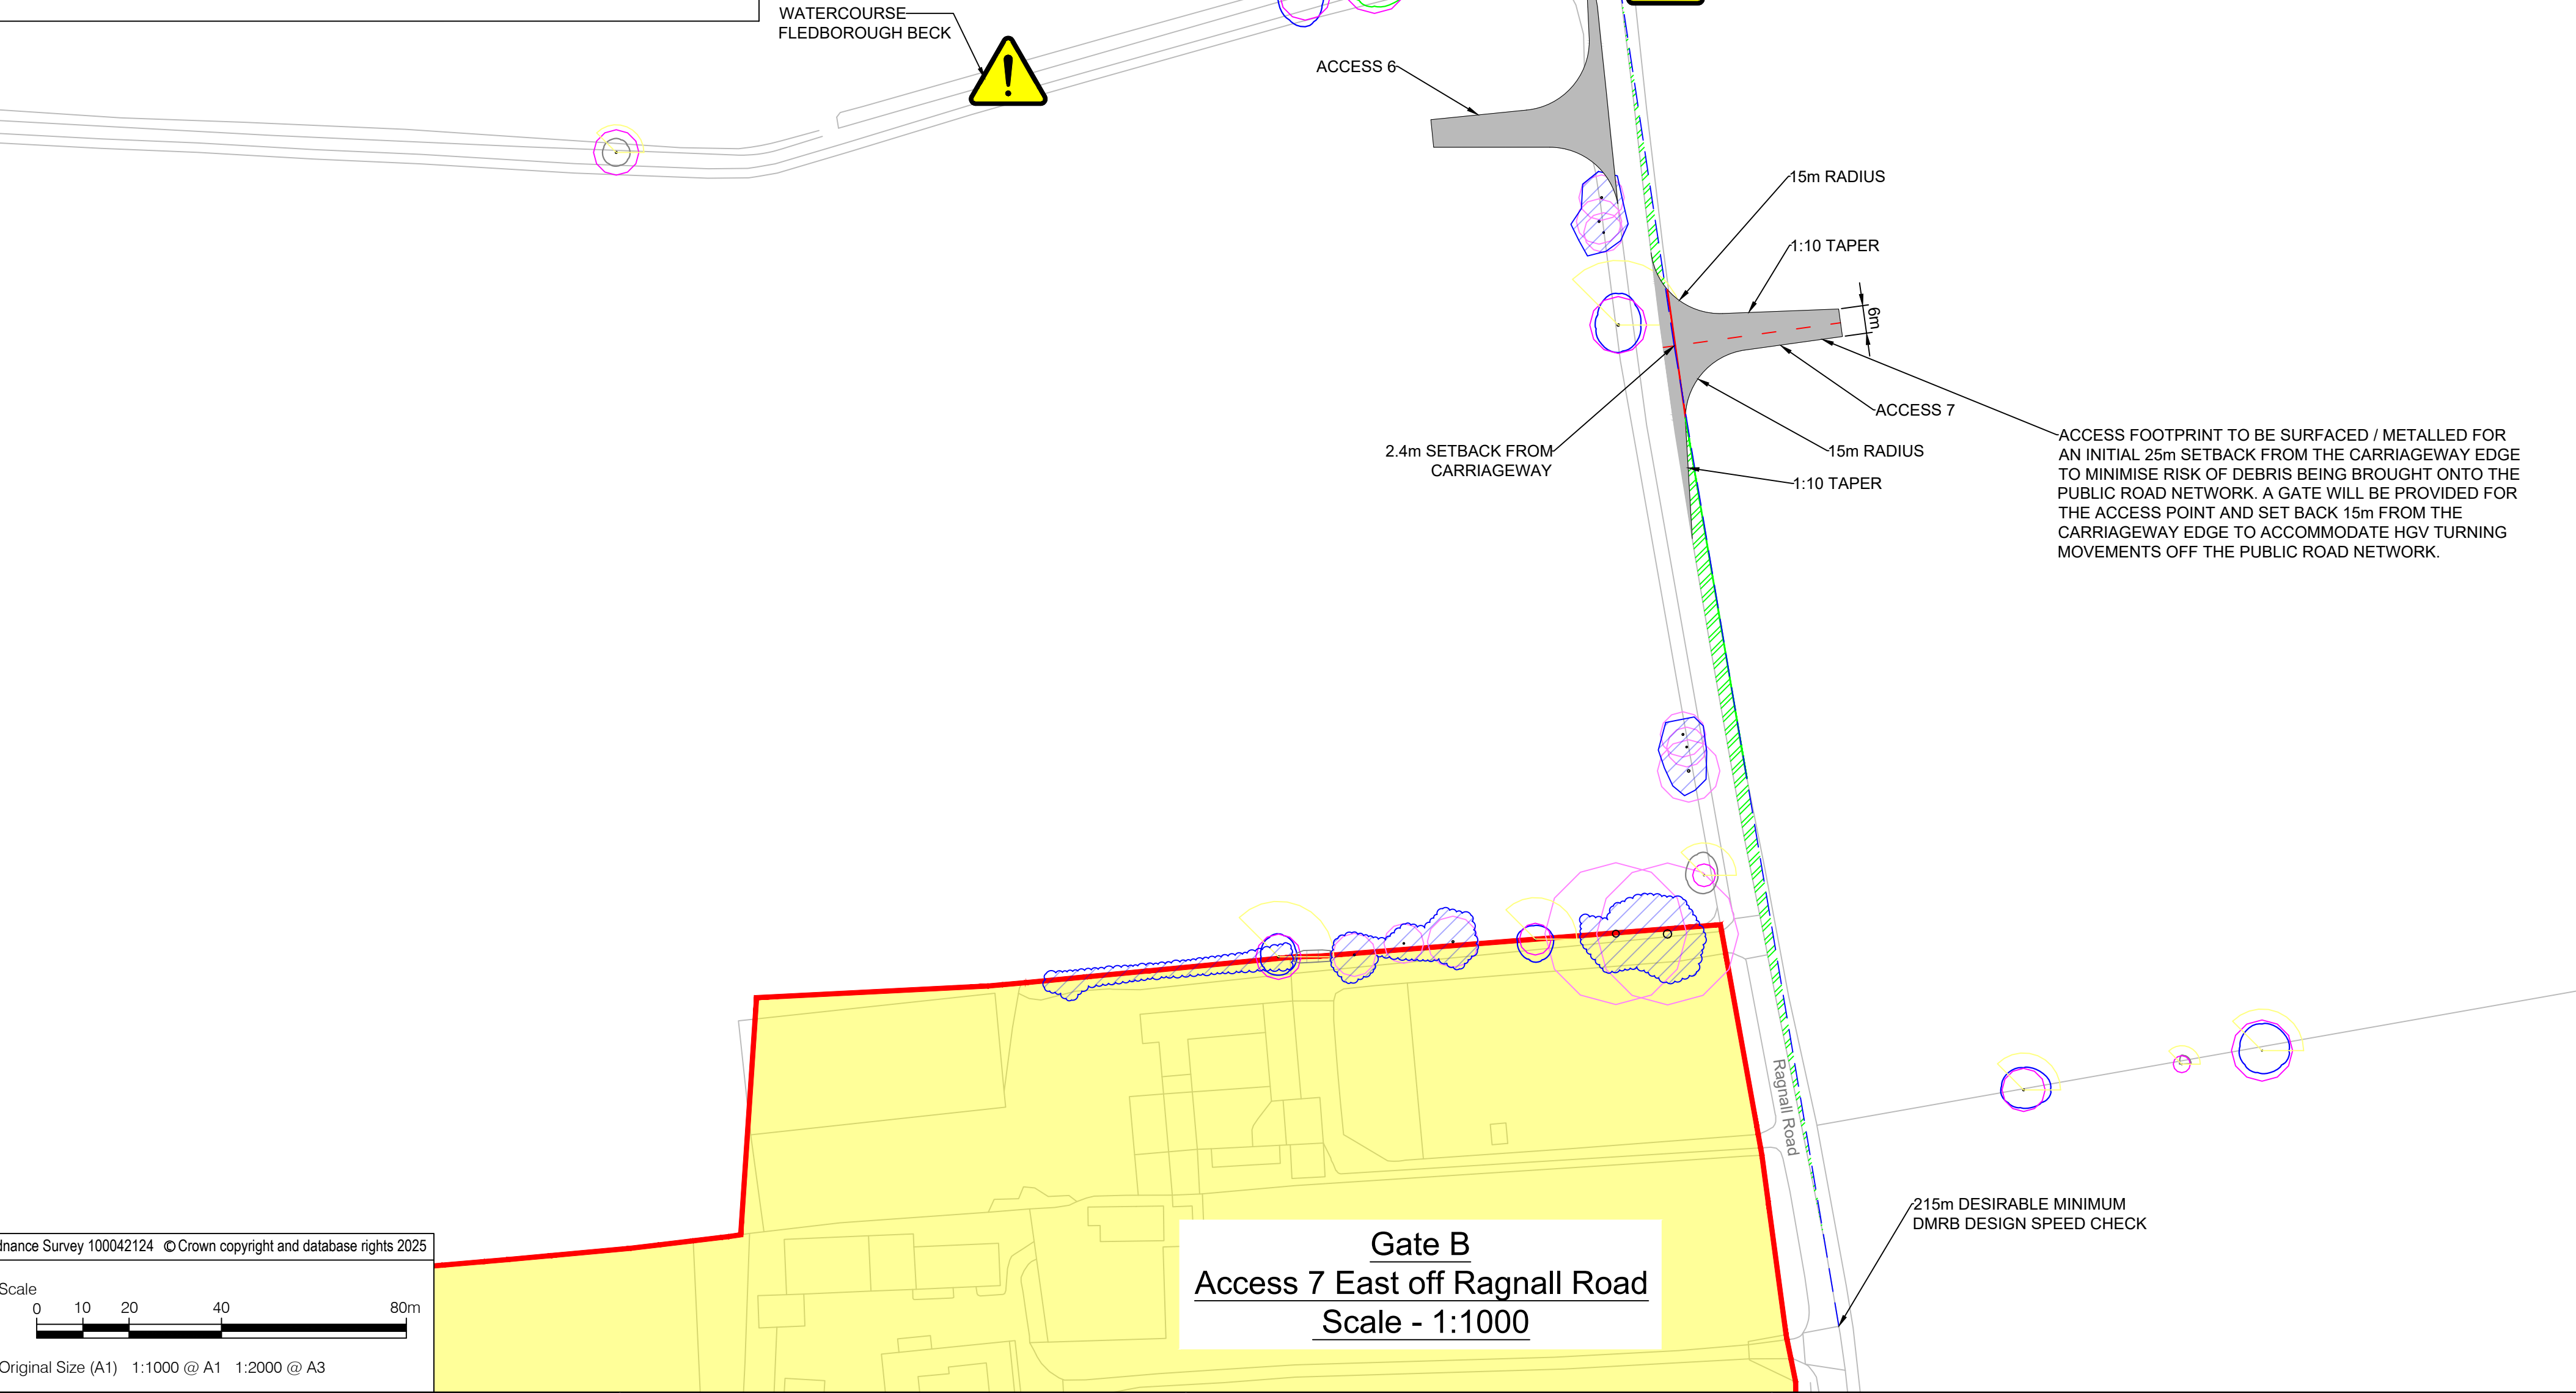 WATERCOURSE
FLEDBOROUGH BECK
ACCESS 6
15m RADIUS
1:10 TAPER
6m
ACCESS 7
2.4m SETBACK FROM
CARRIAGEWAY
15m RADIUS
1:10 TAPER
ACCESS FOOTPRINT TO BE SURFACED / METALLED FOR
AN INITIAL 25m SETBACK FROM THE CARRIAGEWAY EDGE
TO MINIMISE RISK OF DEBRIS BEING BROUGHT ONTO THE
PUBLIC ROAD NETWORK. A GATE WILL BE PROVIDED FOR
THE ACCESS POINT AND SET BACK 15m FROM THE
CARRIAGEWAY EDGE TO ACCOMMODATE HGV TURNING
MOVEMENTS OFF THE PUBLIC ROAD NETWORK.
Ragnall Road
215m DESIRABLE MINIMUM
DMRB DESIGN SPEED CHECK
Gate B
Access 7 East off Ragnall Road
Scale - 1:1000
dnance Survey 100042124 © Crown copyright and database rights 2025
Scale
0 10 20 40 80m
Original Size (A1) 1:1000 @ A1 1:2000 @ A3